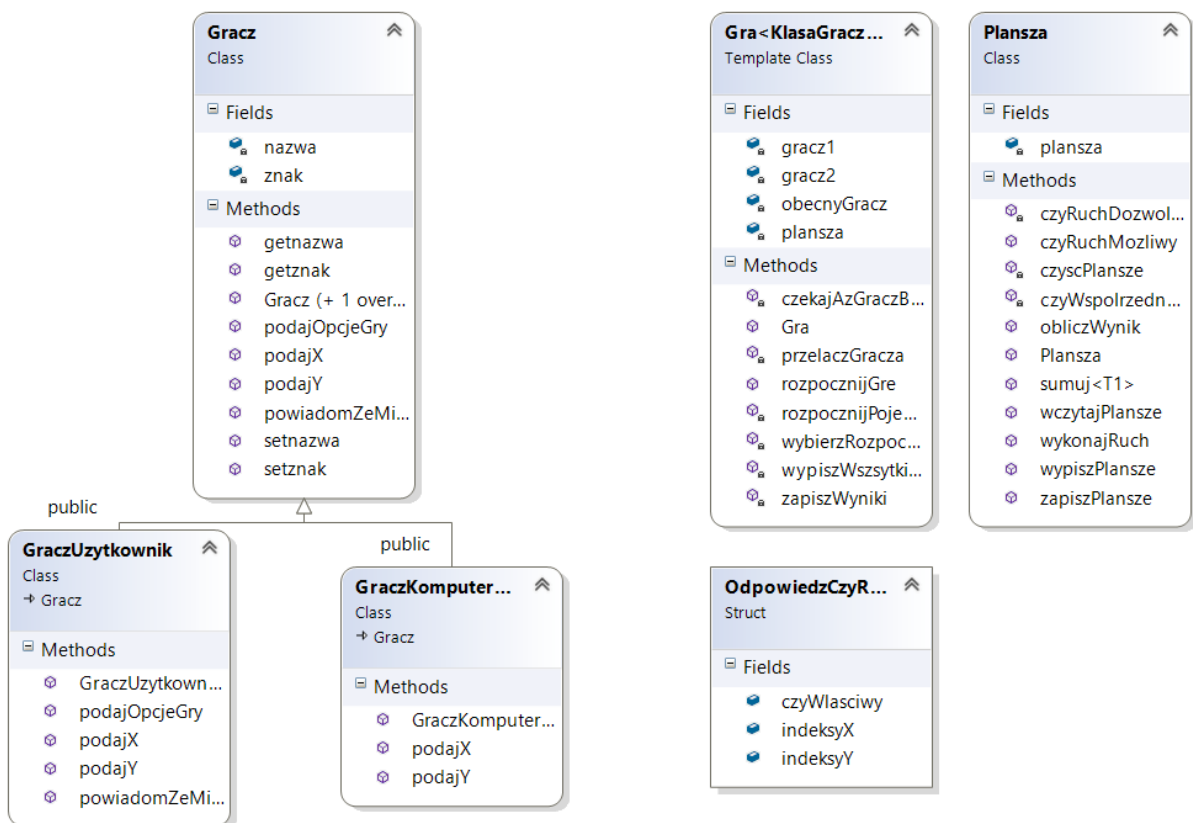 Gracz
Class
Fields
nazwa
znak
Methods
getnazwa
getznak
Gracz (+ 1 over...
podajOpcjeGry
podajX
podajY
powiadomZeMi...
setnazwa
setznak
public
public
GraczUzytkownik
Class
Gracz
Methods
GraczUzytkown...
podajOpcjeGry
podajX
podajY
powiadomZeMi...
GraczKomputer...
Class
Gracz
Methods
GraczKomputer...
podajX
podajY
Gra<KlasaGracz...
Template Class
Fields
gracz1
gracz2
obecnyGracz
plansza
Methods
czekajAzGraczB...
Gra
przelaczGracza
rozpocznijGre
rozpocznijPoje...
wybierzRozpoc...
wypiszWszsytki...
zapiszWyniki
Plansza
Class
Fields
plansza
Methods
czyRuchDozwol...
czyRuchMozliwy
czyscPlansze
czyWspolrzedn...
obliczWynik
Plansza
sumuj<T1>
wczytajPlansze
wykonajRuch
wypiszPlansze
zapiszPlansze
OdpowiedzCzyR...
Struct
Fields
czyWlasciwy
indeksyX
indeksyY